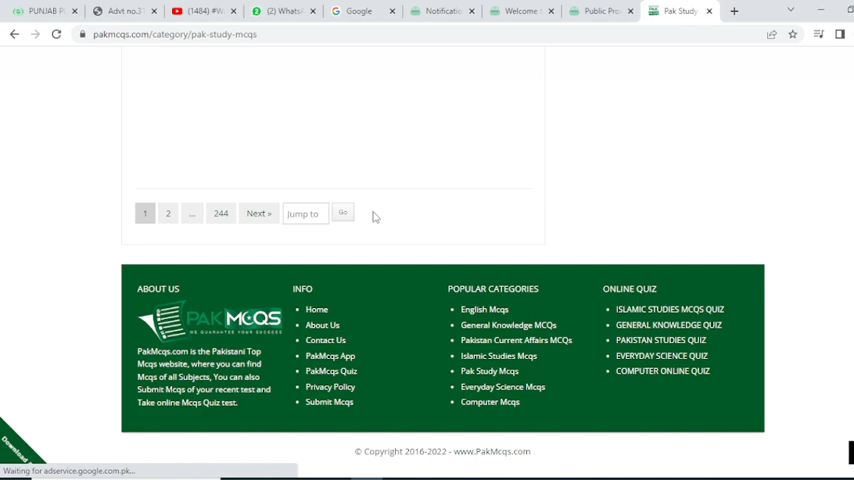 PUNJAB P
Advt no.3
(1484) #W
(2) WhatsA
Google
Notificatio
Welcome
Public Pro
Pak Study
pakmcqs.com/category/pak-study-mcqs
1 2 ... 244 Next » Jump to Go
ABOUT US
PAKMCQS
WE GUARANTEE YOUR SUCCESS
PakMcqs.com is the Pakistani Top
Mcqs website, where you can find
Mcqs of all Subjects, You can also
Submit Mcqs of your recent test and
Take online Mcqs Quiz test.
INFO
Home
About Us
Contact Us
PakMcqs App
PakMcqs Quiz
Privacy Policy
Submit Mcqs
POPULAR CATEGORIES
English Mcqs
General Knowledge MCQs
Pakistan Current Affairs MCQs
Islamic Studies Mcqs
Pak Study Mcqs
Everyday Science Mcqs
Computer Mcqs
ONLINE QUIZ
ISLAMIC STUDIES MCQS QUIZ
GENERAL KNOWLEDGE QUIZ
PAKISTAN STUDIES QUIZ
EVERYDAY SCIENCE QUIZ
COMPUTER ONLINE QUIZ
Download
© Copyright 2016-2022 - www.PakMcqs.com
Waiting for adservice.google.com.pk...